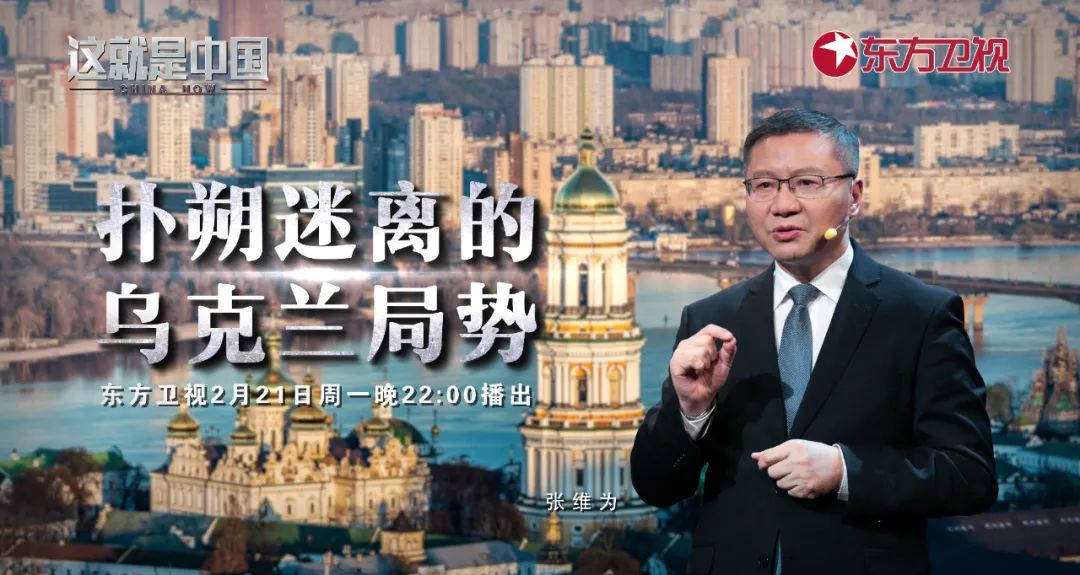 这就是中国
CHINA NOW
东方卫视
扑朔迷离的
乌克兰局势
东方卫视2月21日周一晚22:00播出
张维为